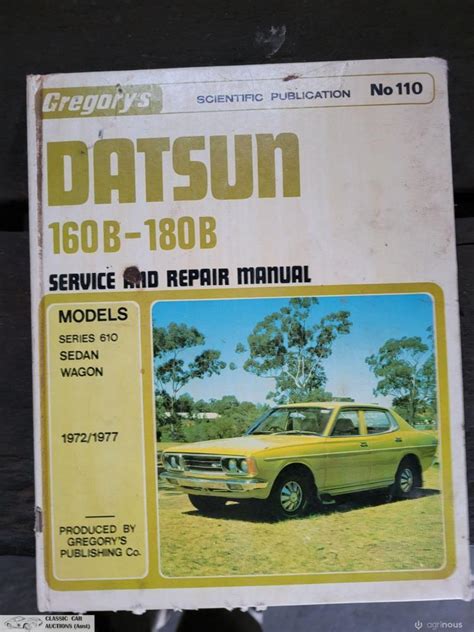 Gregory's
SCIENTIFIC PUBLICATION
No 110
DATSUN
160B-180B
SERVICE AND REPAIR MANUAL
MODELS
SERIES 610
SEDAN
WAGON
1972/1977
PRODUCED BY
GREGORY'S
PUBLISHING Co.
CLASSIC CAR
AUCTIONS (Aust)
agrinous